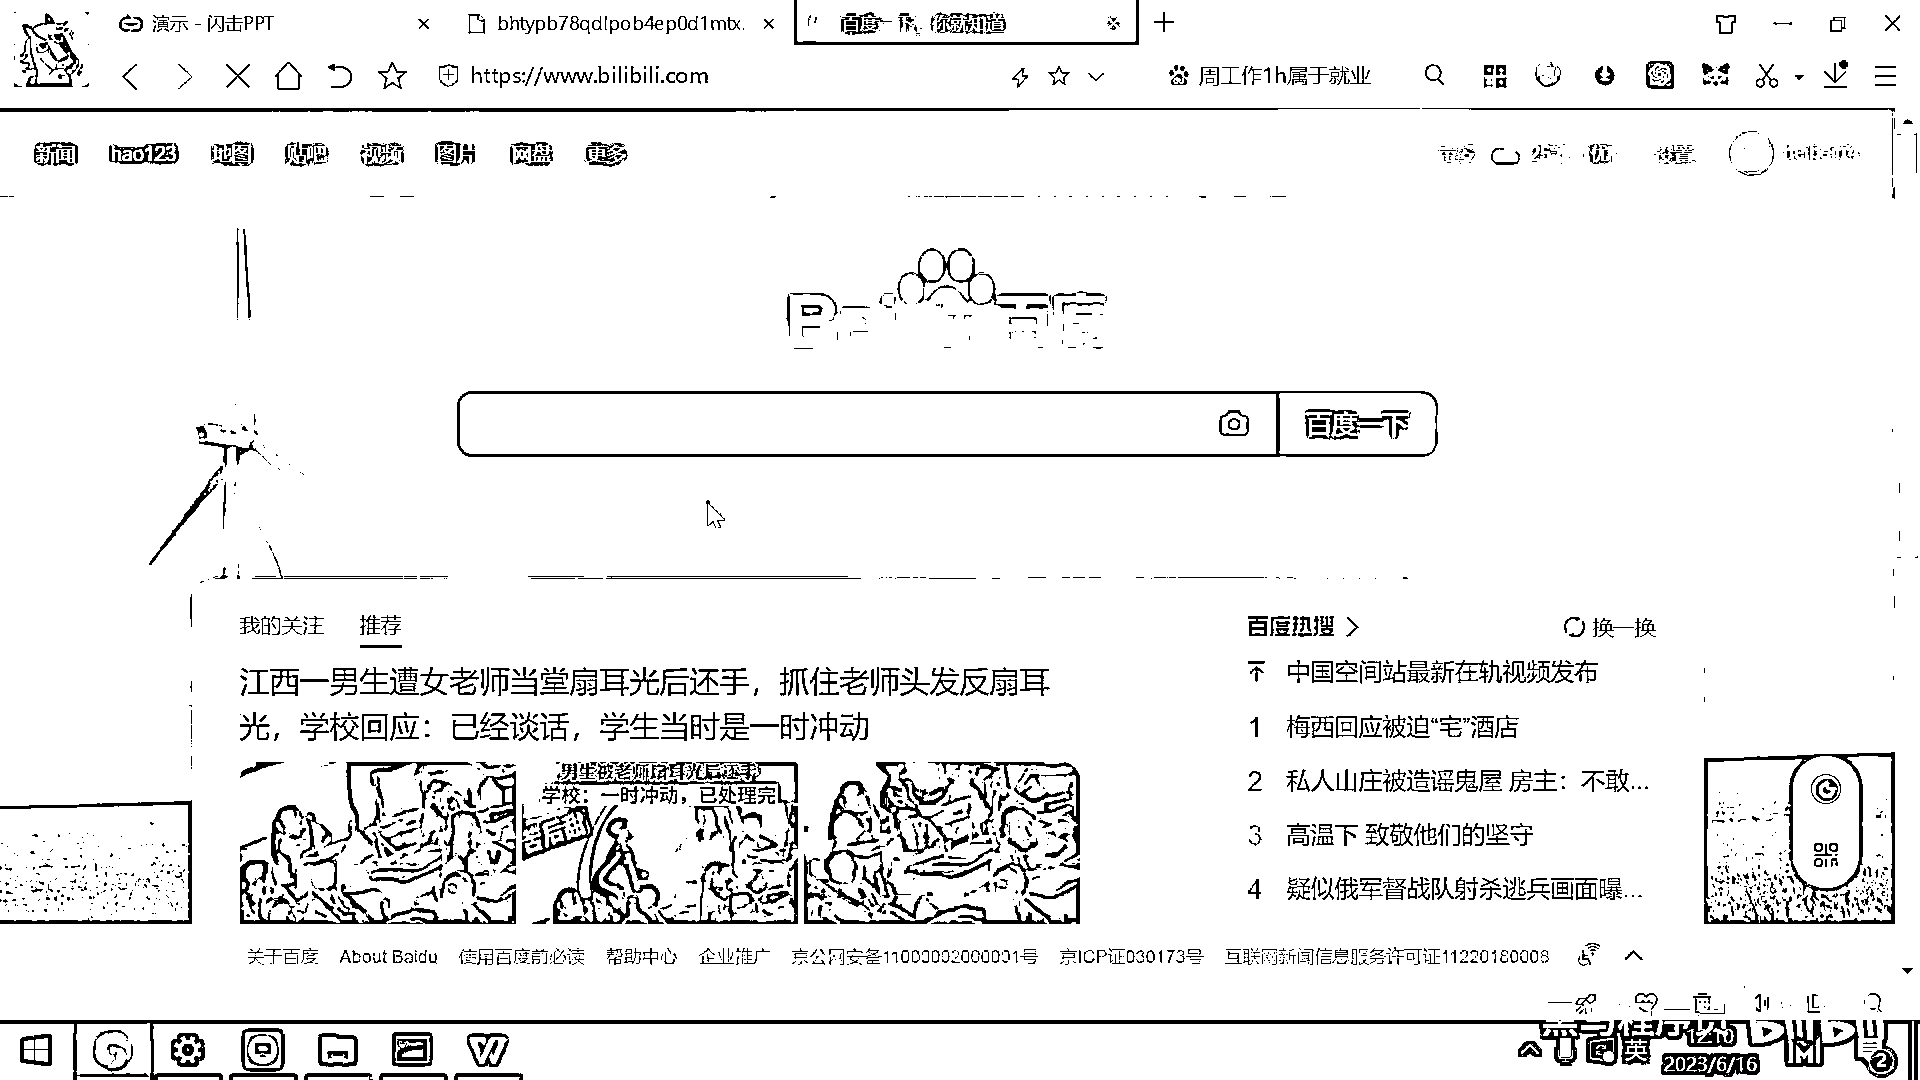 演示 - 闪击PPT
bhtypb78qdlpob4ep0d1mtx.
百度一下，你就知道
https://www.bilibili.com
周工作1h属于就业
新闻 hao123 地图 贴吧 视频 图片 网盘 更多
设置
百度一下
我的关注 推荐
江西一男生遭女老师当堂扇耳光后还手，抓住老师头发反扇耳
光，学校回应：已经谈话，学生当时是一时冲动
男生被老师扇耳光后还手
学校：一时冲动，已处理完
百度热搜
换一换
中国空间站最新在轨视频发布
1 梅西回应被迫“宅”酒店
2 私人山庄被造谣鬼屋 房主：不敢...
3 高温下 致敬他们的坚守
4 疑似俄军督战队射杀逃兵画面曝...
关于百度 About Baidu 使用百度前必读 帮助中心 企业推广 京公网安备11000002000001号 京ICP证030173号 互联网新闻信息服务许可证11220180008
英
12:10
2023/6/16
2